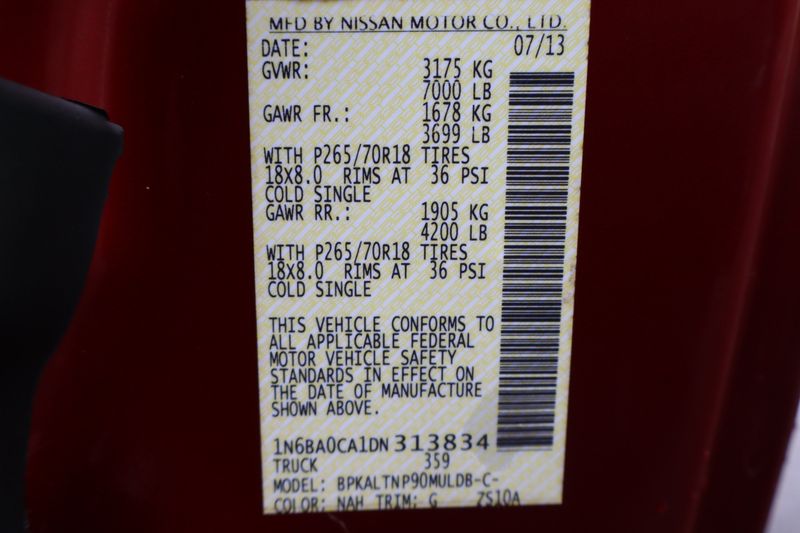 MFD BY NISSAN MOTOR CO., LTD.
DATE: 07/13
GVWR: 3175 KG
7000 LB
GAWR FR.: 1678 KG
3699 LB
WITH P265/70R18 TIRES
18X8.0 RIMS AT 36 PSI
COLD SINGLE
GAWR RR.: 1905 KG
4200 LB
WITH P265/70R18 TIRES
18X8.0 RIMS AT 36 PSI
COLD SINGLE
THIS VEHICLE CONFORMS TO
ALL APPLICABLE FEDERAL
MOTOR VEHICLE SAFETY
STANDARDS IN EFFECT ON
THE DATE OF MANUFACTURE
SHOWN ABOVE.
1N6BA0CA1DN313834
TRUCK 359
MODEL: BPKALTNP90MULDB-C-
COLOR: NAH TRIM: G ZS10A